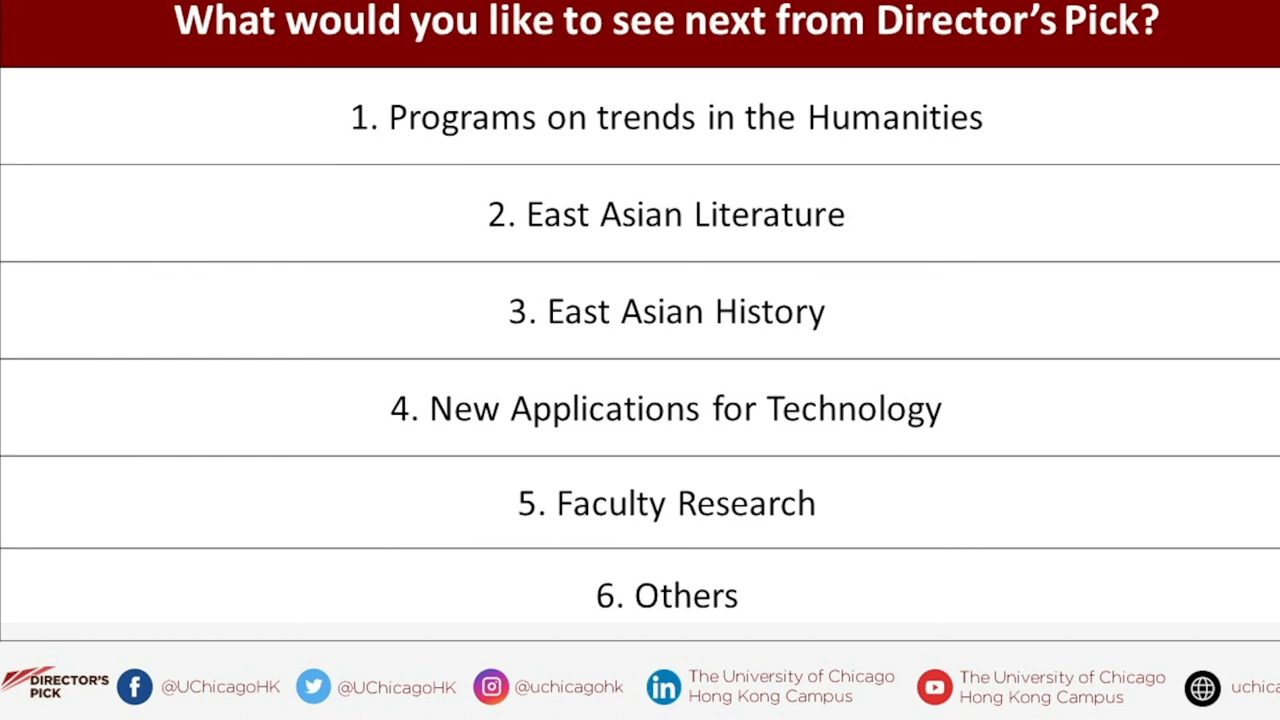 What would you like to see next from Director's Pick?
1. Programs on trends in the Humanities
2. East Asian Literature
3. East Asian History
4. New Applications for Technology
5. Faculty Research
6. Others
DIRECTOR'S
PICK
@UChicagoHK
@UChicagoHK
@uchicagohk
The University of Chicago
Hong Kong Campus
The University of Chicago
Hong Kong Campus